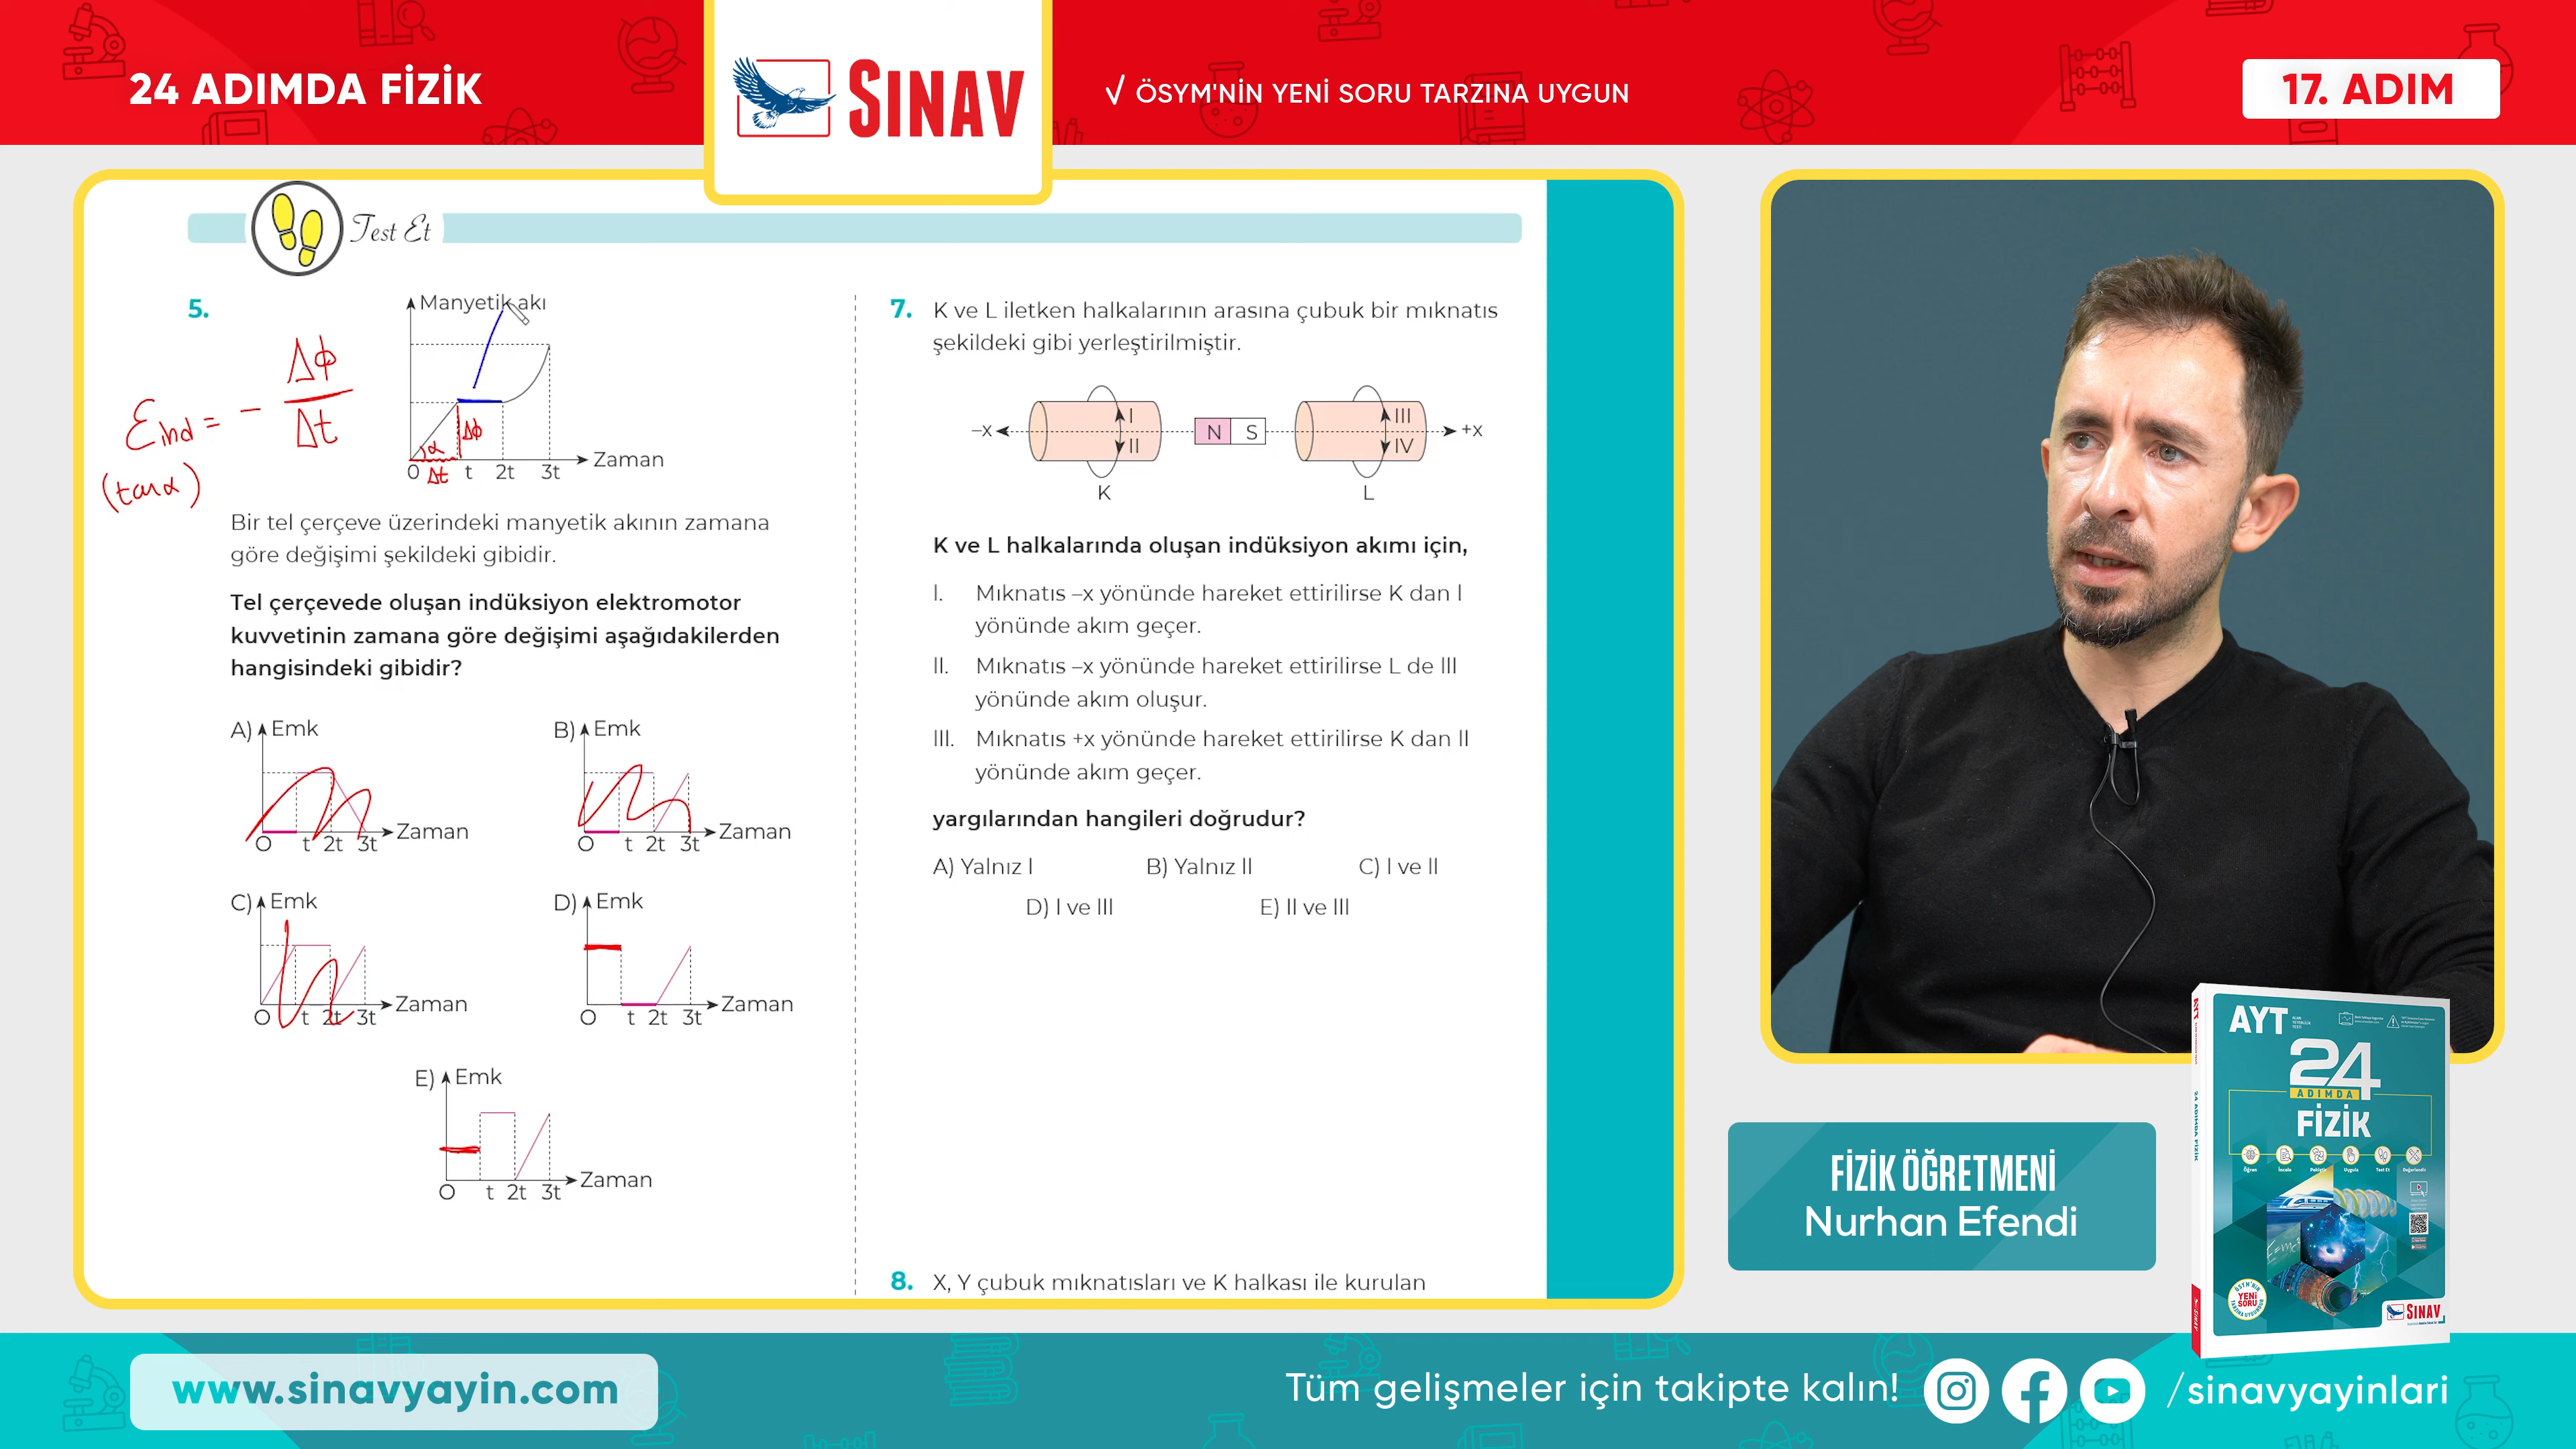 24 ADIMDA FİZİK
SINAV
√ ÖSYM'NİN YENİ SORU TARZINA UYGUN
17. ADIM
Test Et
5.
Manyetik akı
Zaman
0 t 2t 3t
α
Δφ
Δt
Ɛind = - Δφ/Δt
(tanα)
Bir tel çerçeve üzerindeki manyetik akının zamana
göre değişimi şekildeki gibidir.
Tel çerçevede oluşan indüksiyon elektromotor
kuvvetinin zamana göre değişimi aşağıdakilerden
hangisindeki gibidir?
A) Emk
Zaman
O t 2t 3t
B) Emk
Zaman
O t 2t 3t
C) Emk
Zaman
O t 2t 3t
D) Emk
Zaman
O t 2t 3t
E) Emk
Zaman
O t 2t 3t
7. K ve L iletken halkalarının arasına çubuk bir mıknatıs
şekildeki gibi yerleştirilmiştir.
–x I II N S III IV +x
K L
K ve L halkalarında oluşan indüksiyon akımı için,
I. Mıknatıs –x yönünde hareket ettirilirse K dan I
yönünde akım geçer.
II. Mıknatıs –x yönünde hareket ettirilirse L de III
yönünde akım oluşur.
III. Mıknatıs +x yönünde hareket ettirilirse K dan II
yönünde akım geçer.
yargılarından hangileri doğrudur?
A) Yalnız I B) Yalnız II C) I ve II
D) I ve III E) II ve III
8. X, Y çubuk mıknatısları ve K halkası ile kurulan
FİZİK ÖĞRETMENİ
Nurhan Efendi
AYT
24
ADIMDA
FİZİK
SINAV
www.sinavyayin.com
Tüm gelişmeler için takipte kalın!
/sinavyayinlari